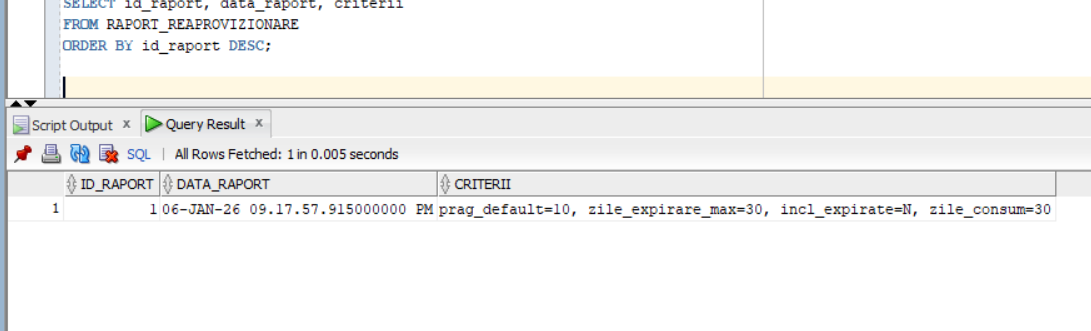 SELECT id_raport, data_raport, criterii
FROM RAPORT_REAPROVIZIONARE
ORDER BY id_raport DESC;
Script Output x Query Result x
SQL | All Rows Fetched: 1 in 0.005 seconds
ID_RAPORT DATA_RAPORT CRITERII
1 1 06-JAN-26 09.17.57.915000000 PM prag_default=10, zile_expirare_max=30, incl_expirate=N, zile_consum=30